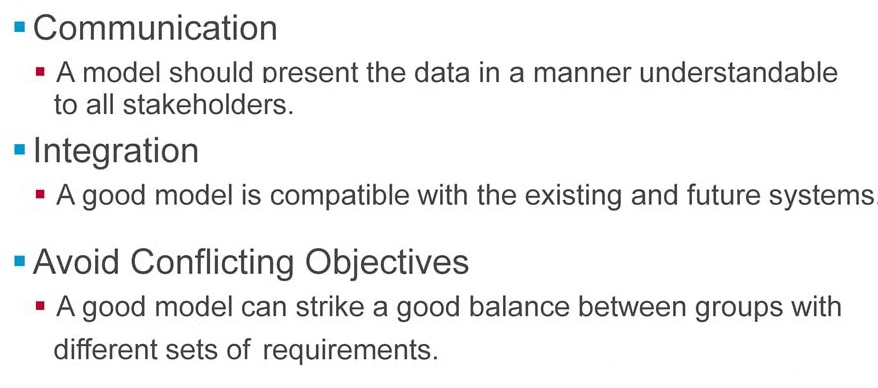 Communication
A model should present the data in a manner understandable
to all stakeholders.
Integration
A good model is compatible with the existing and future systems.
Avoid Conflicting Objectives
A good model can strike a good balance between groups with
different sets of requirements.